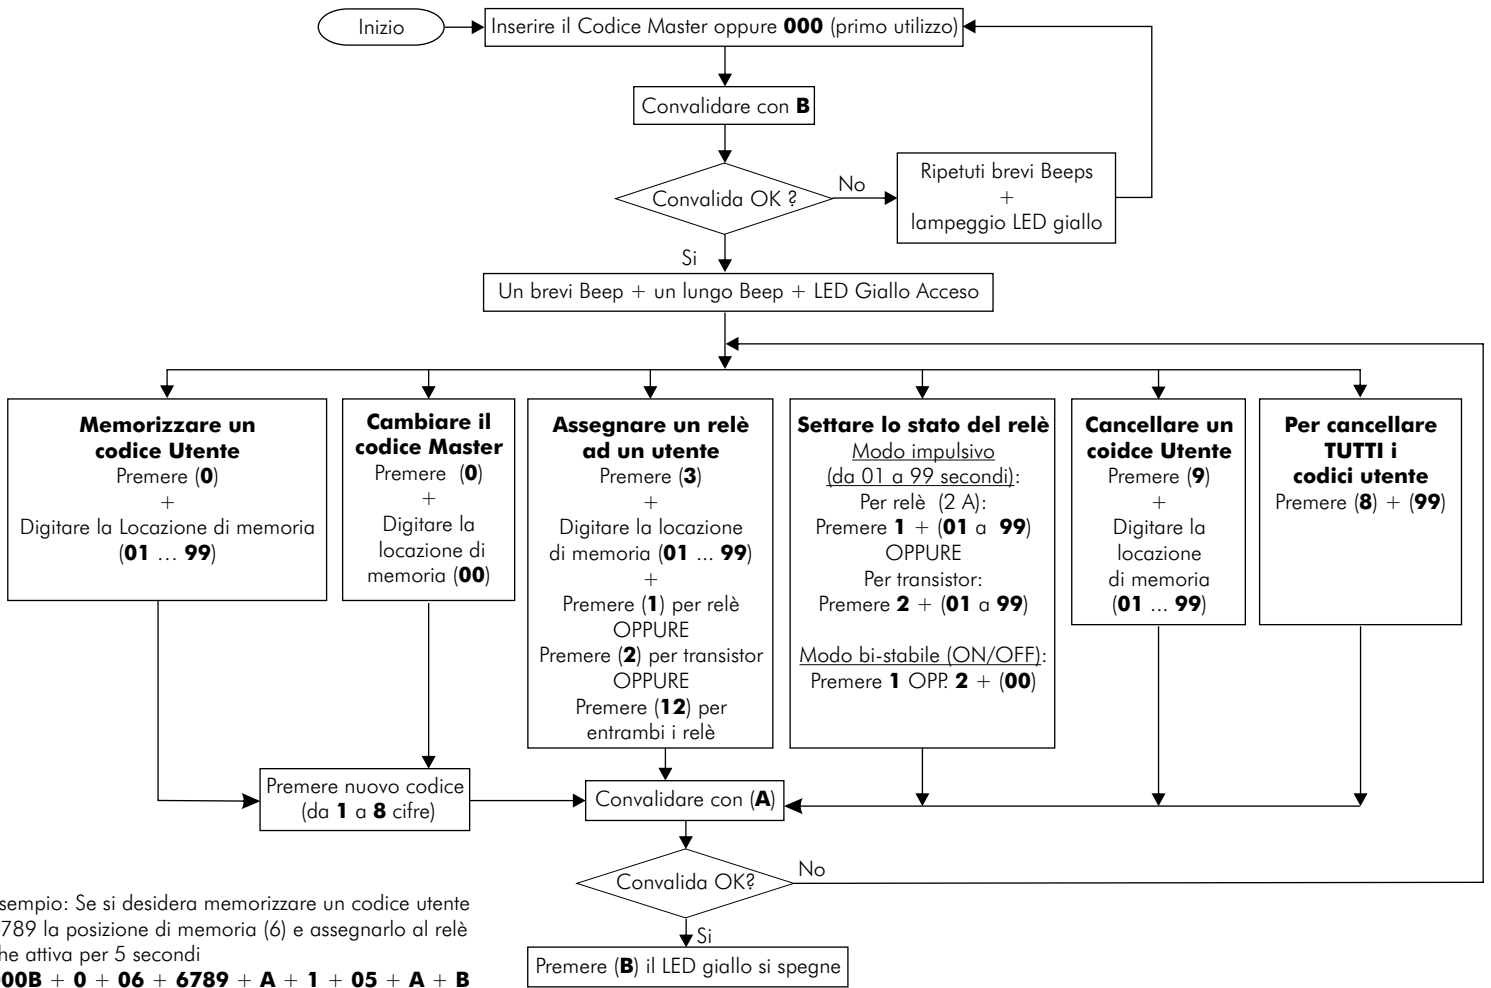 Inizio
Inserire il Codice Master oppure 000 (primo utilizzo)
Convalidare con B
Convalida OK ?
No
Ripetuti brevi Beeps
+
lampeggio LED giallo
Si
Un brevi Beep + un lungo Beep + LED Giallo Acceso
Memorizzare un
codice Utente
Premere (0)
+
Digitare la Locazione di memoria
(01 ... 99)
Cambiare il
codice Master
Premere (0)
+
Digitare la
locazione di
memoria (00)
Assegnare un relè
ad un utente
Premere (3)
+
Digitare la locazione
di memoria (01 ... 99)
+
Premere (1) per relè
OPPURE
Premere (2) per transistor
OPPURE
Premere (12) per
entrambi i relè
Settare lo stato del relè
Modo impulsivo
(da 01 a 99 secondi):
Per relè (2 A):
Premere 1 + (01 a 99)
OPPURE
Per transistor:
Premere 2 + (01 a 99)
Modo bi-stabile (ON/OFF):
Premere 1 OPP. 2 + (00)
Cancellare un
coidce Utente
Premere (9)
+
Digitare la
locazione
di memoria
(01 ... 99)
Per cancellare
TUTTI i
codici utente
Premere (8) + (99)
Premere nuovo codice
(da 1 a 8 cifre)
Convalidare con (A)
Convalida OK?
No
Si
Premere (B) il LED giallo si spegne
sempio: Se si desidera memorizzare un codice utente
789 la posizione di memoria (6) e assegnarlo al relè
he attiva per 5 secondi
00B + 0 + 06 + 6789 + A + 1 + 05 + A + B